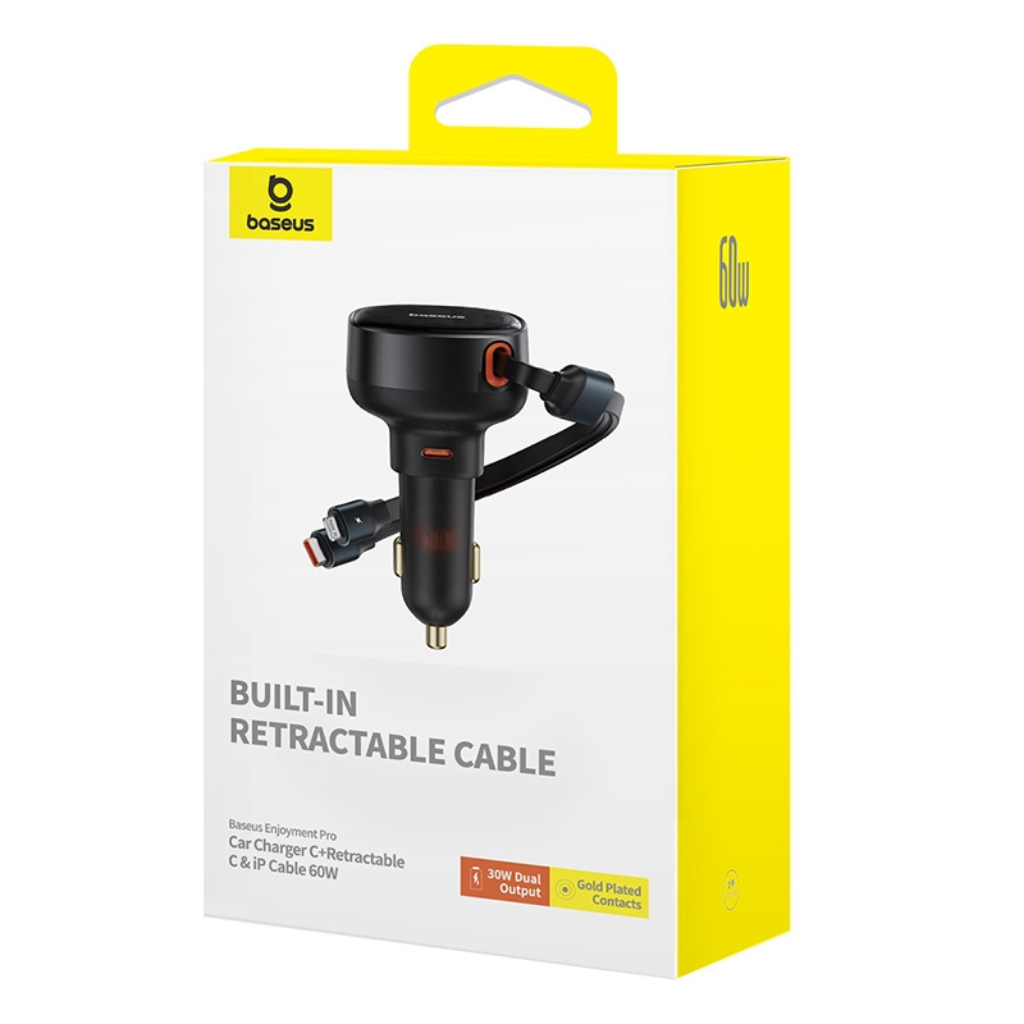 baseus
baseus
BUILT-IN
RETRACTABLE CABLE
Baseus Enjoyment Pro
Car Charger C+Retractable
C & iP Cable 60W
30W Dual
Output
Gold Plated
Contacts
60w